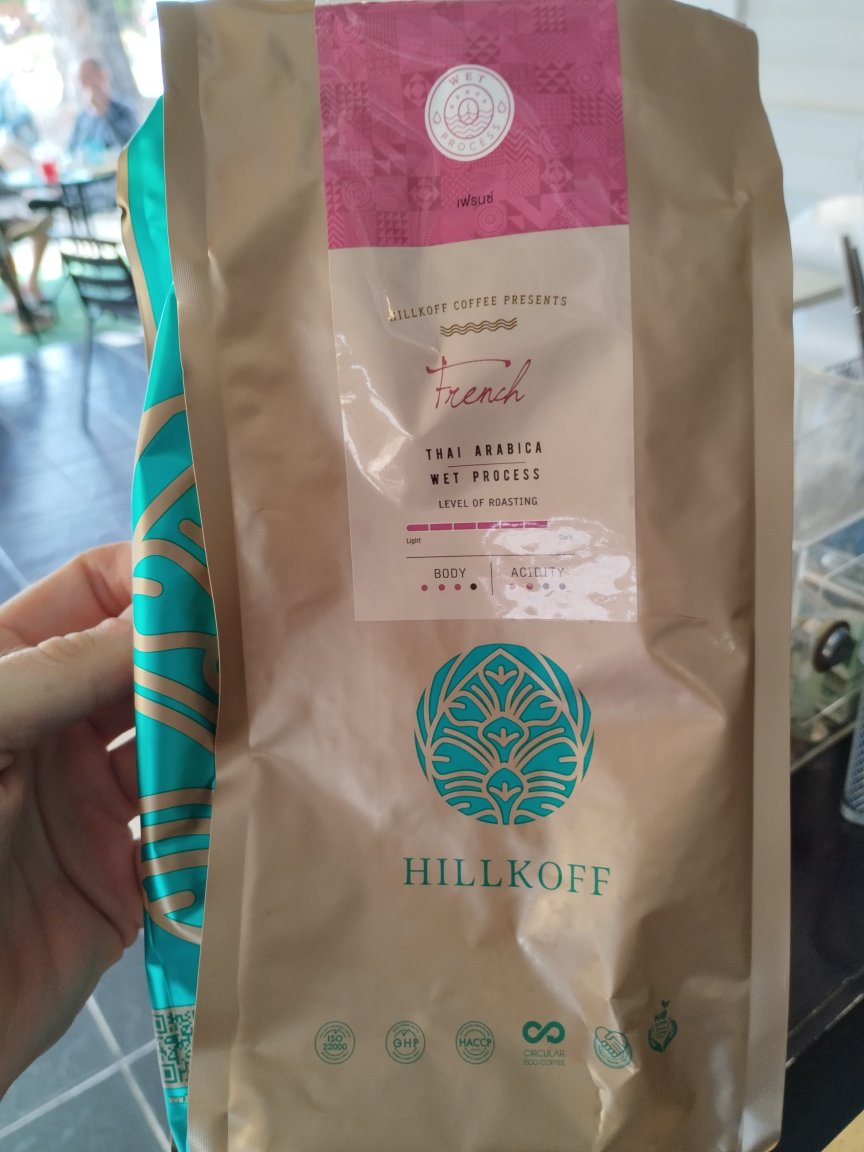 WET
PROCESS
เฟรนช์
HILLKOFF COFFEE PRESENTS
French
THAI ARABICA
WET PROCESS
LEVEL OF ROASTING
Light
Dark
BODY
ACIDITY
HILLKOFF
ISO
22000
GHP
HACCP
CIRCULAR
ECO COFFEE